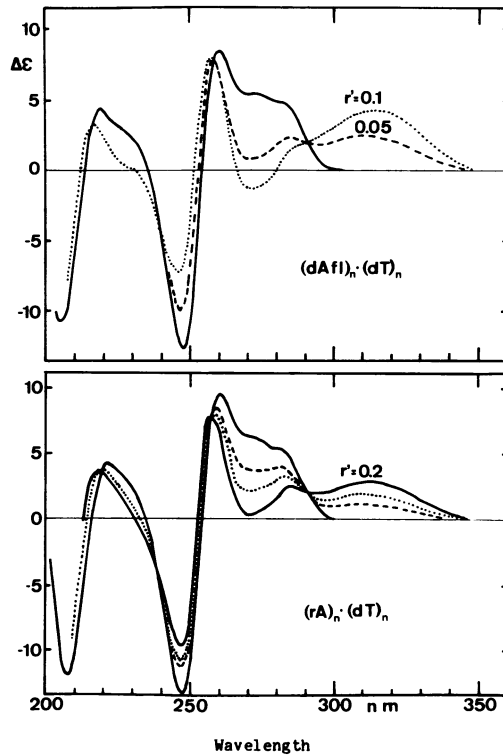 10
Δε
r'=0.1
5
0.05
0
-5
(dAfl)n·(dT)n
-10
10
r'=0.2
5
0
-5
(rA)n·(dT)n
-10
200
250
300
nm
350
Wavelength